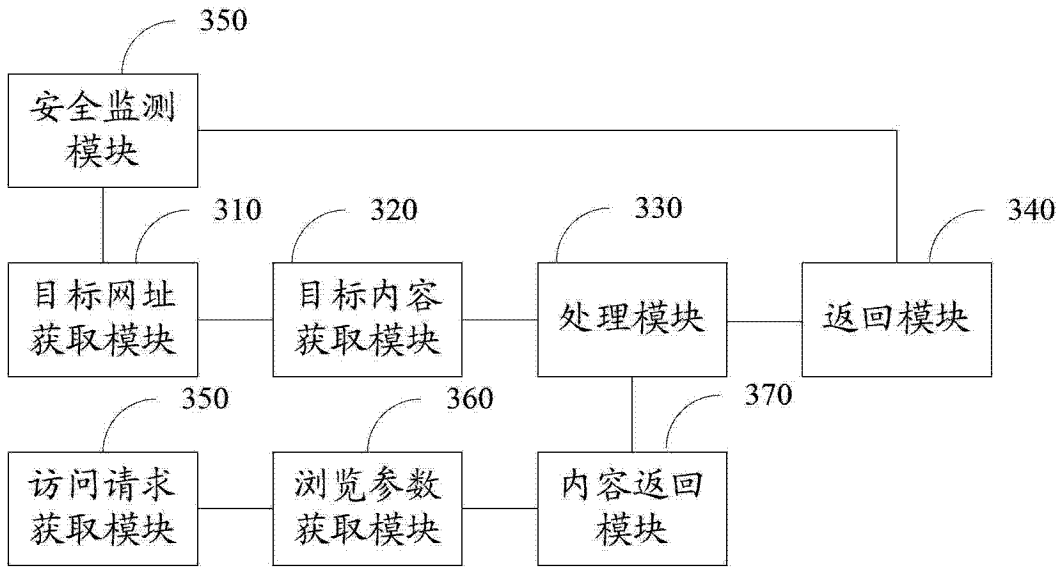 350
安全监测
模块
310
320
330
340
目标网址
获取模块
目标内容
获取模块
处理模块
返回模块
350
360
370
访问请求
获取模块
浏览参数
获取模块
内容返回
模块